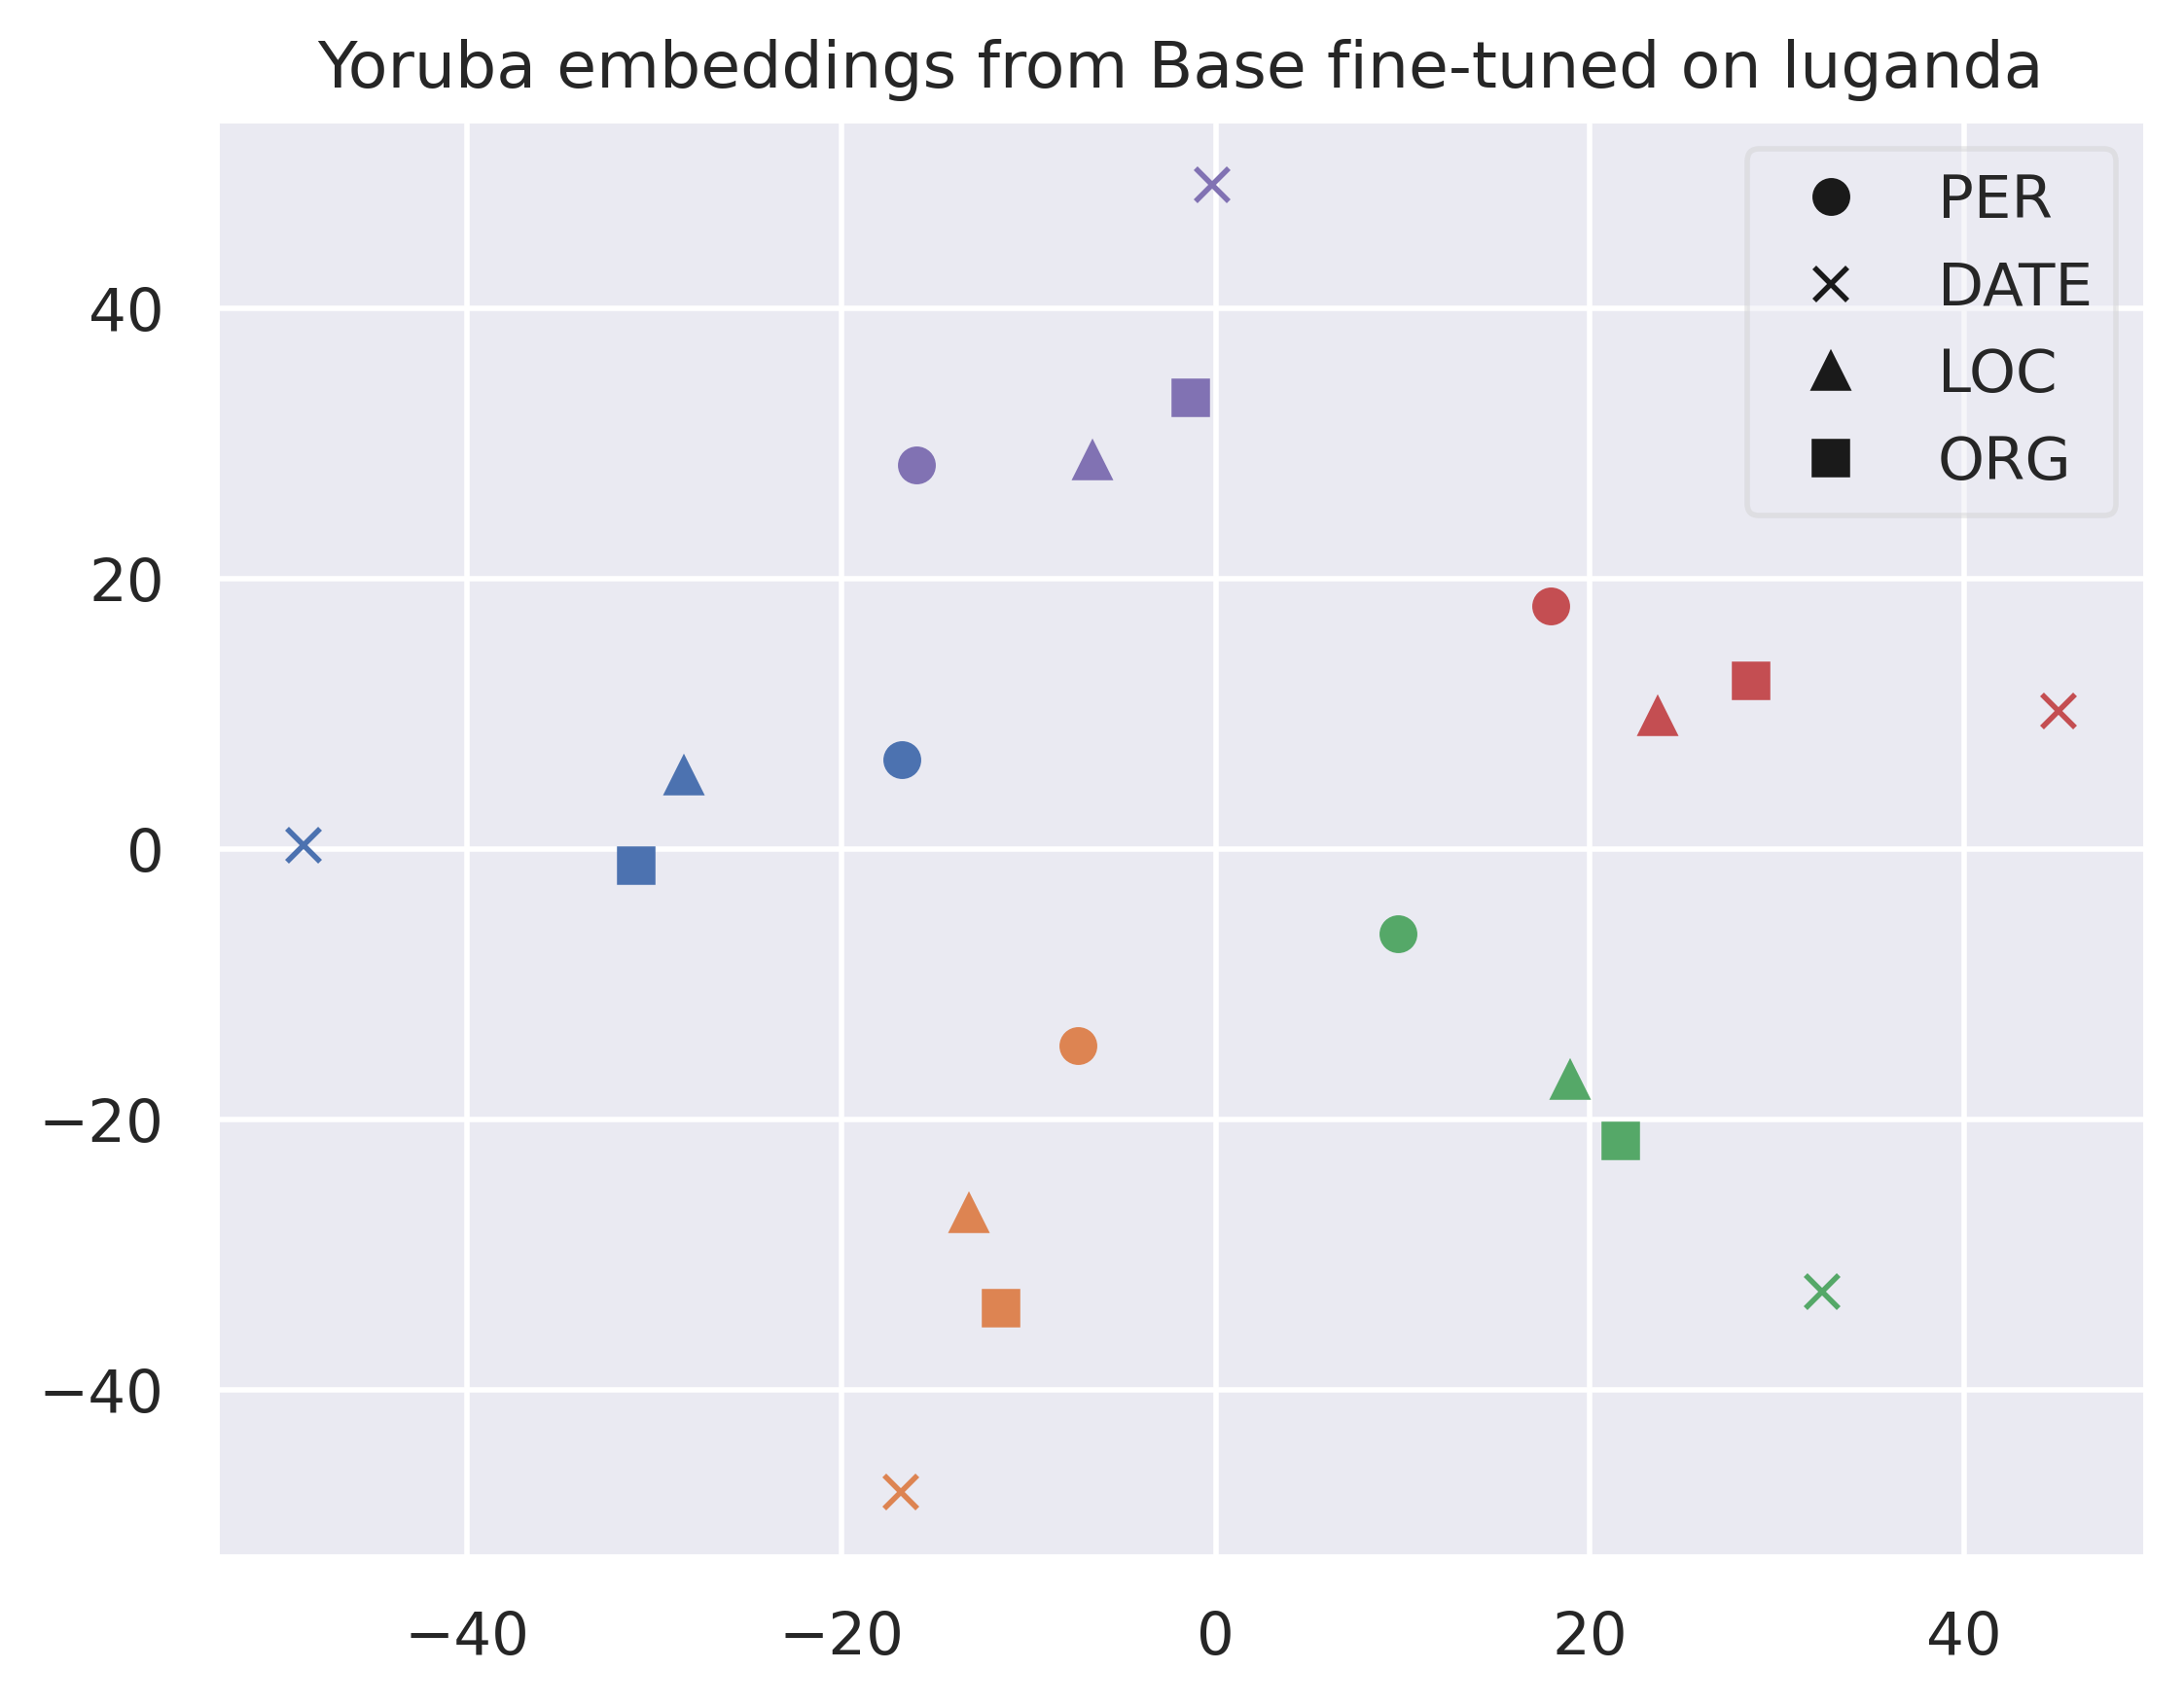 Yoruba embeddings from Base fine-tuned on luganda
PER
DATE
LOC
ORG
40
20
0
−20
−40
−40 −20 0 20 40